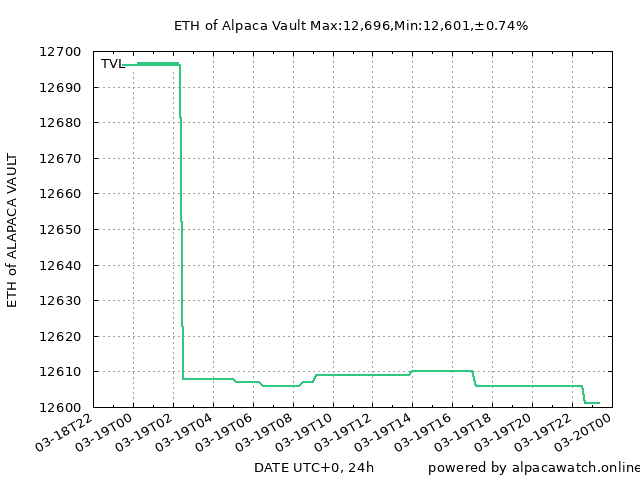 ETH of Alpaca Vault Max:12,696,Min:12,601,±0.74%
12700
TVL
12690
12680
12670
12660
12650
12640
12630
12620
12610
12600
ETH of ALAPACA VAULT
03-18T22
03-19T00
03-19T02
03-19T04
03-19T06
03-19T08
03-19T10
03-19T12
03-19T14
03-19T16
03-19T18
03-19T20
03-19T22
03-20T00
DATE UTC+0, 24h
powered by alpacawatch.online